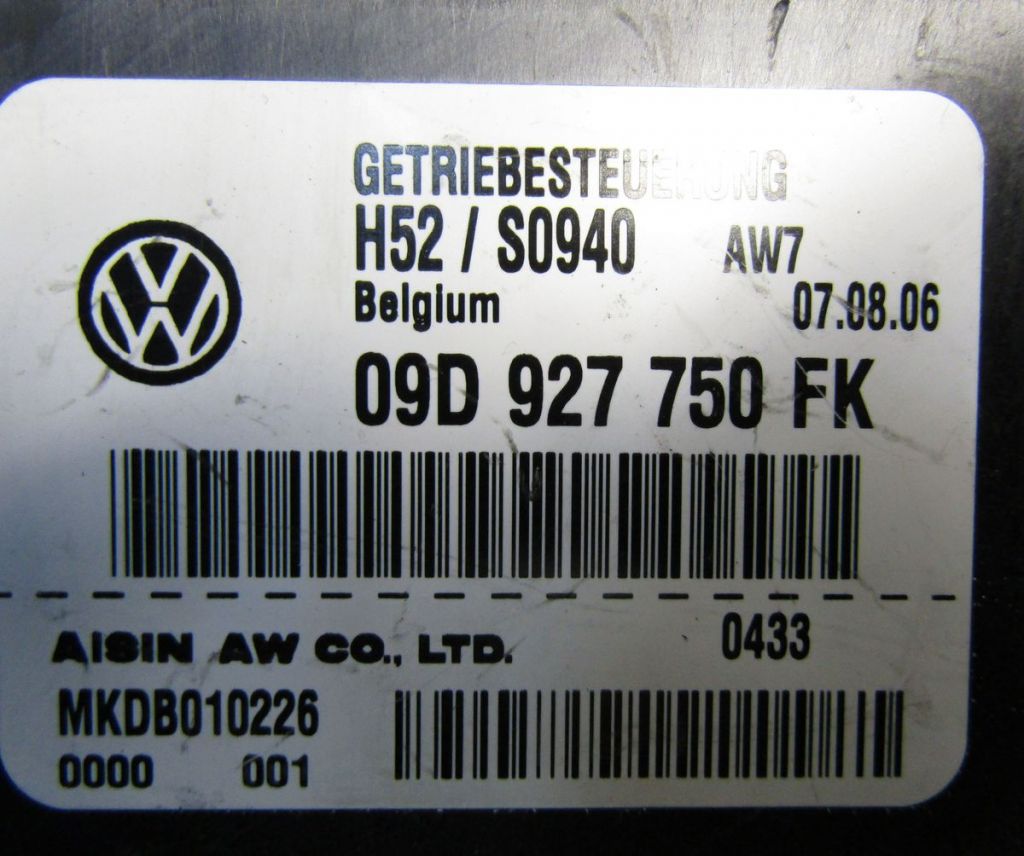 GETRIEBESTEUERUNG
H52 / S0940 AW7
Belgium 07.08.06
09D 927 750 FK
AISIN AW CO., LTD. 0433
MKDB010226
0000 001